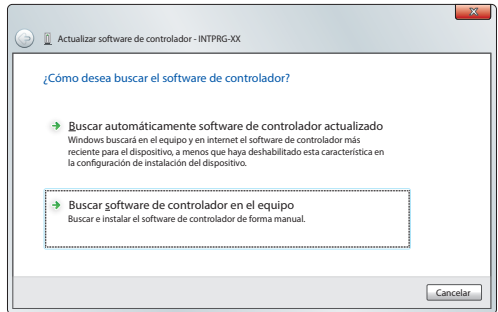 Actualizar software de controlador - INTPRG-XX
¿Cómo desea buscar el software de controlador?
Buscar automáticamente software de controlador actualizado
Windows buscará en el equipo y en internet el software de controlador más
reciente para el dispositivo, a menos que haya deshabilitado esta característica en
la configuración de instalación del dispositivo.
Buscar software de controlador en el equipo
Buscar e instalar el software de controlador de forma manual.
Cancelar